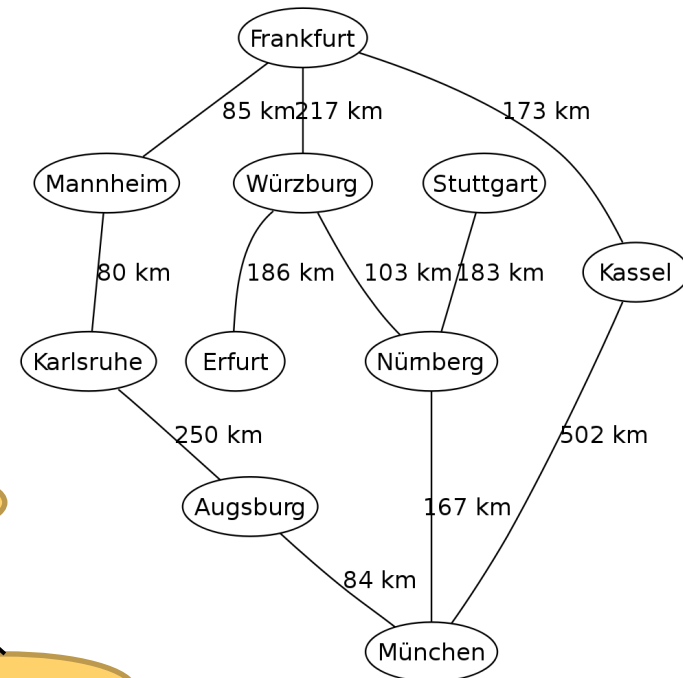 Frankfurt
85 km
217 km
173 km
Mannheim
Würzburg
Stuttgart
Kassel
80 km
186 km
103 km
183 km
Karlsruhe
Erfurt
Nürnberg
250 km
502 km
Augsburg
167 km
84 km
München